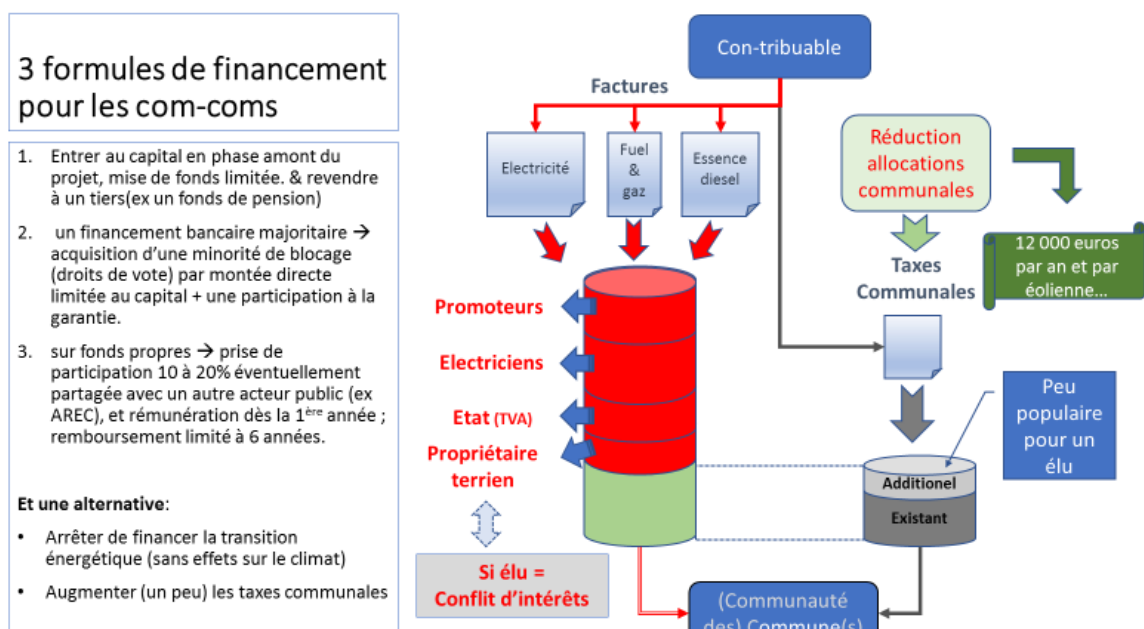 3 formules de financement
pour les com-coms
1. Entrer au capital en phase amont du
projet, mise de fonds limitée. & revendre
à un tiers(ex un fonds de pension)
2. un financement bancaire majoritaire →
acquisition d'une minorité de blocage
(droits de vote) par montée directe
limitée au capital + une participation à la
garantie.
3. sur fonds propres → prise de
participation 10 à 20% éventuellement
partagée avec un autre acteur public (ex
AREC), et rémunération dès la 1ère année ;
remboursement limité à 6 années.
Et une alternative:
• Arrêter de financer la transition
énergétique (sans effets sur le climat)
• Augmenter (un peu) les taxes communales
Con-tribuable
Factures
Electricité
Fuel
&
gaz
Essence
diesel
Réduction
allocations
communales
12 000 euros
par an et par
éolienne...
Taxes
Communales
Promoteurs
Electriciens
Etat (TVA)
Propriétaire
terrien
Si élu =
Conflit d'intérêts
Peu
populaire
pour un
élu
Additionel
Existant
(Communauté
des) Commune(s)